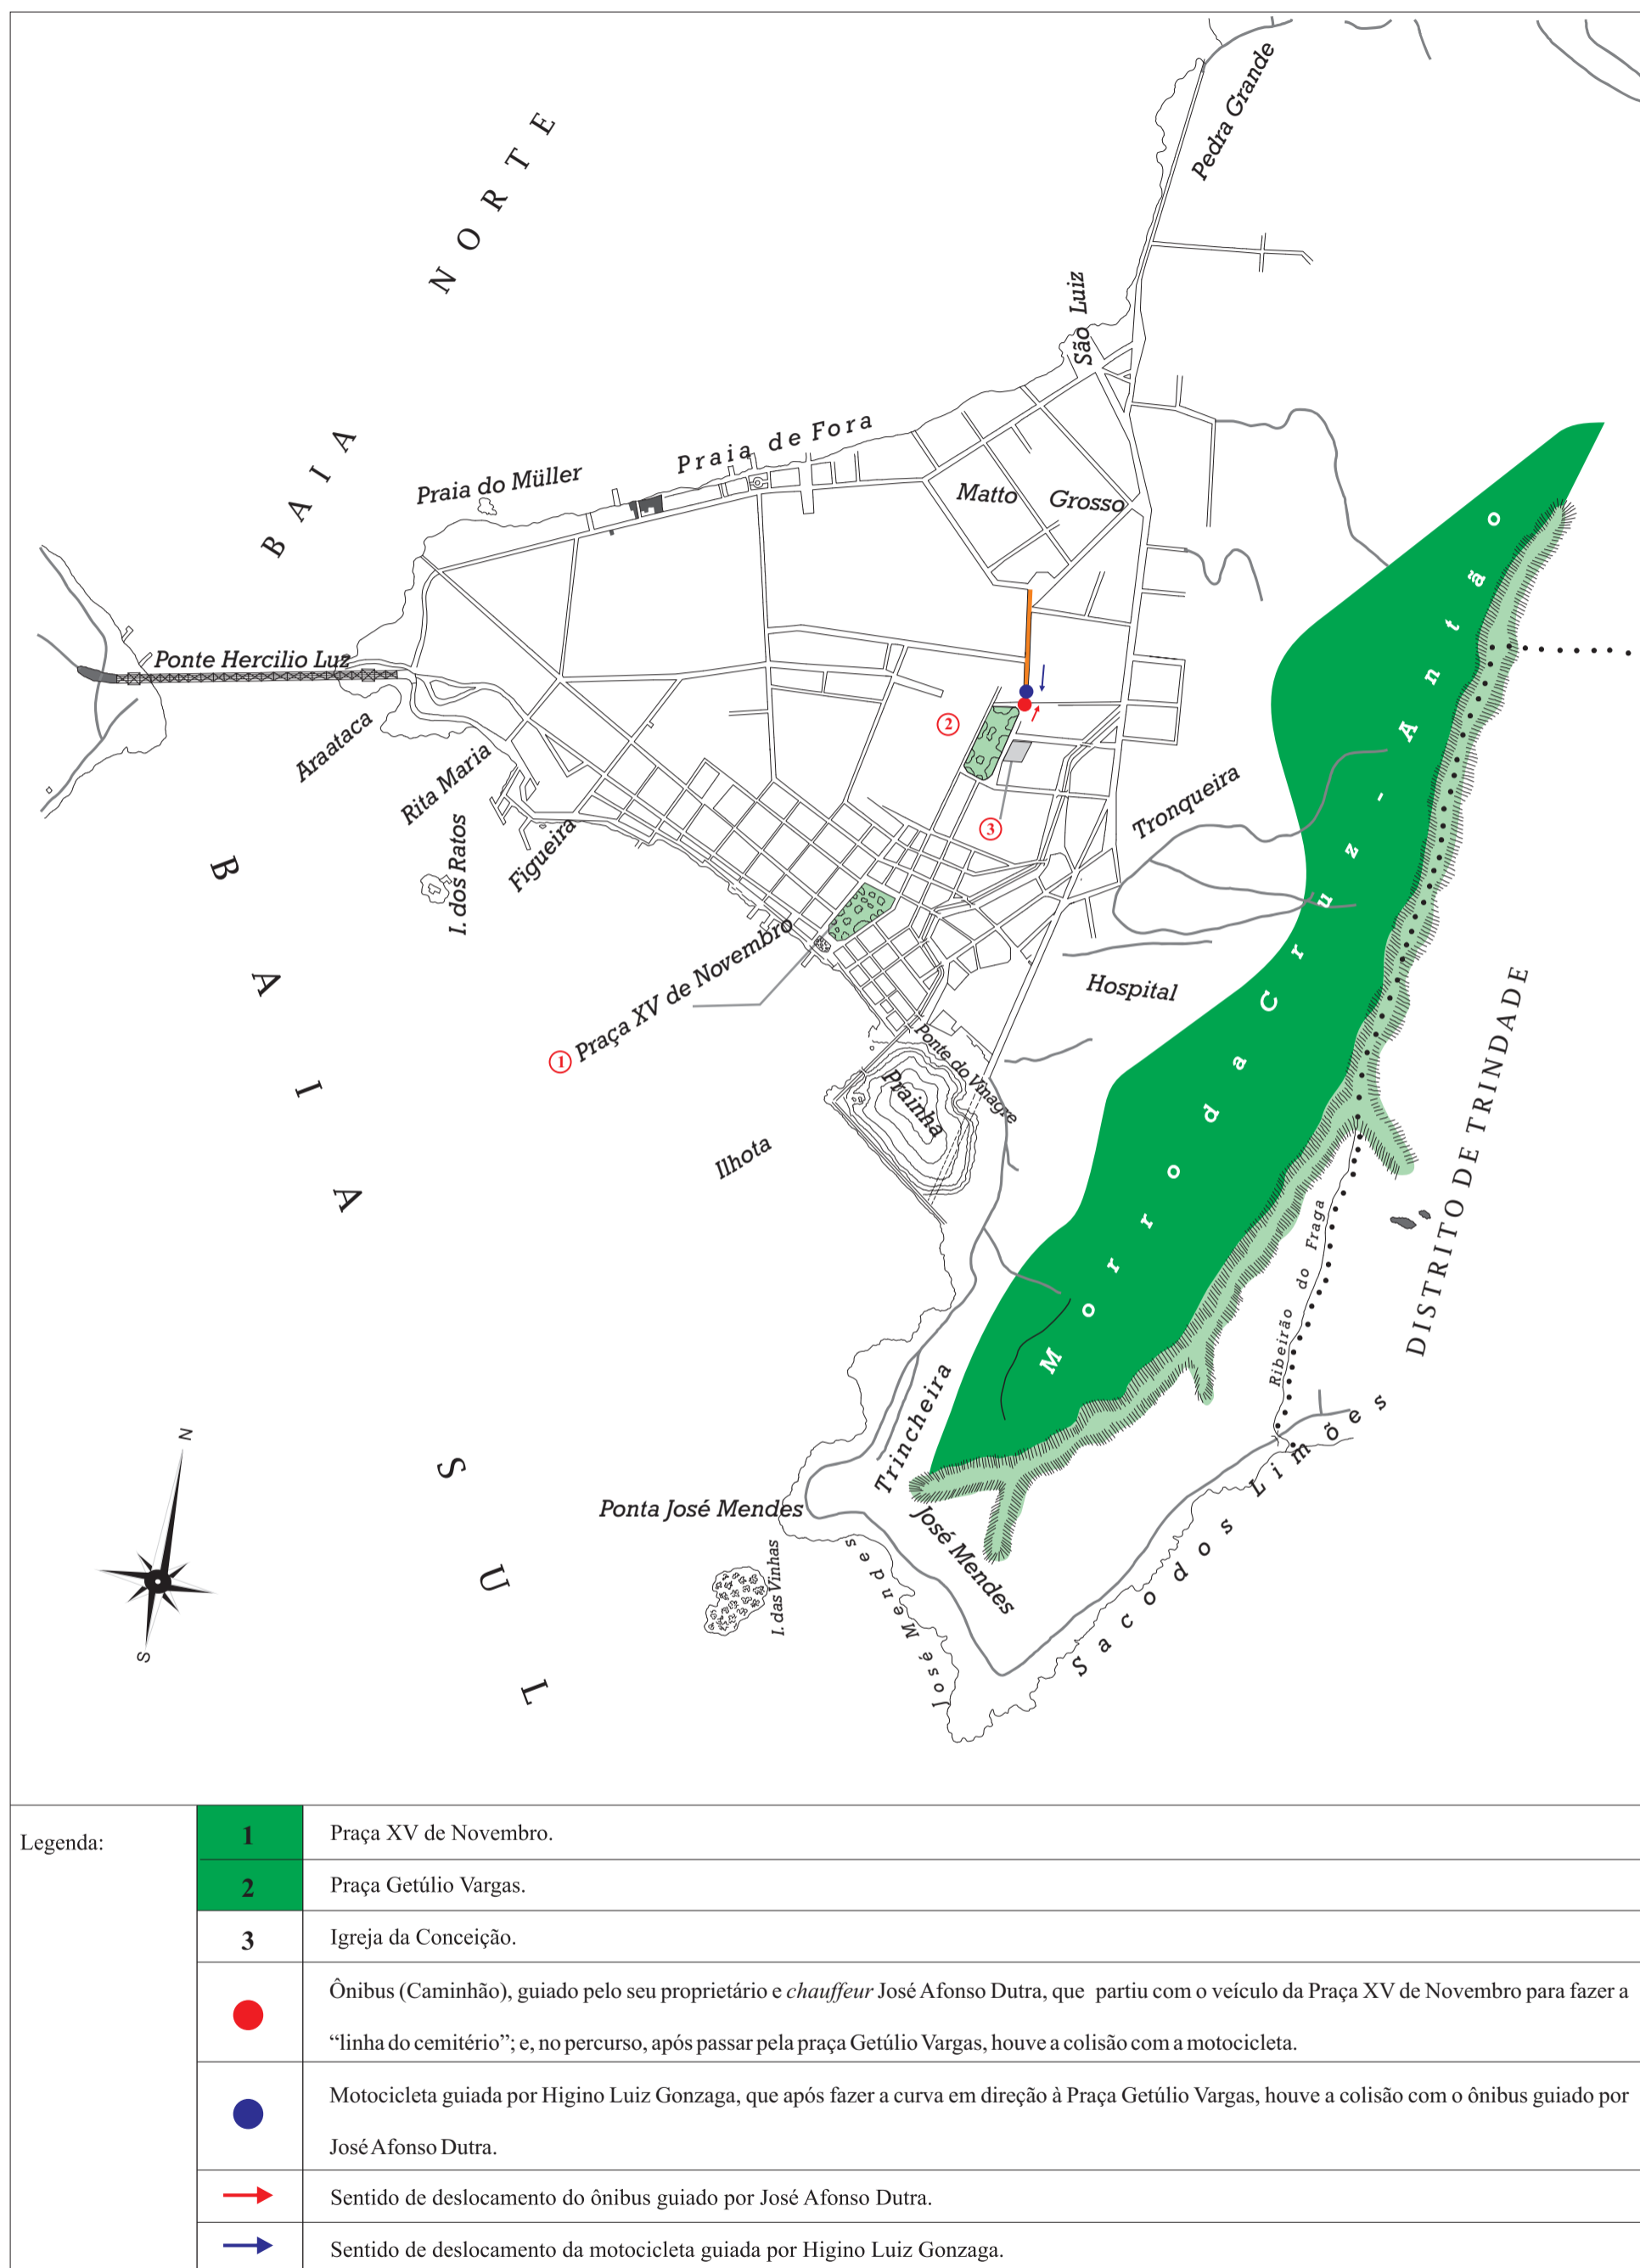 Pedra Grande
BAIA NORTE
São Luiz
Praia de Fora
Praia do Müller
Matto Grosso
Ponte Hercilio Luz
Araataca
Rita Maria
I. dos Ratos
Figueira
2
3
Tronqueira
Morro da Cruz - Antão
1 Praça XV de Novembro
Hospital
Ponte do Vinagre
Prainha
Ilhota
BAIA SUL
DISTRITO DE TRINDADE
Ribeirão do Fraga
Trincheira
Ponta José Mendes
José Mendes
I. das Vinhas
José Mendes
Saco dos Limões
N
S
Legenda:
1 Praça XV de Novembro.
2 Praça Getúlio Vargas.
3 Igreja da Conceição.
Ônibus (Caminhão), guiado pelo seu proprietário e chauffeur José Afonso Dutra, que partiu com o veículo da Praça XV de Novembro para fazer a
“linha do cemitério”; e, no percurso, após passar pela praça Getúlio Vargas, houve a colisão com a motocicleta.
Motocicleta guiada por Higino Luiz Gonzaga, que após fazer a curva em direção à Praça Getúlio Vargas, houve a colisão com o ônibus guiado por
José Afonso Dutra.
Sentido de deslocamento do ônibus guiado por José Afonso Dutra.
Sentido de deslocamento da motocicleta guiada por Higino Luiz Gonzaga.